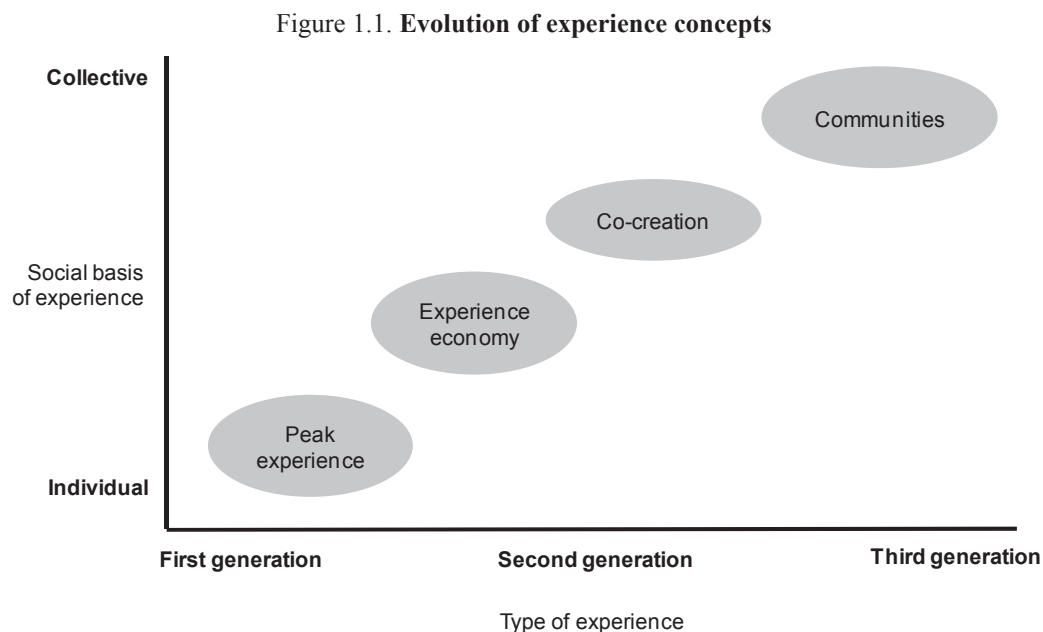 Figure 1.1. Evolution of experience concepts
Collective
Communities
Co-creation
Social basis
of experience
Experience
economy
Peak
experience
Individual
First generation
Second generation
Third generation
Type of experience